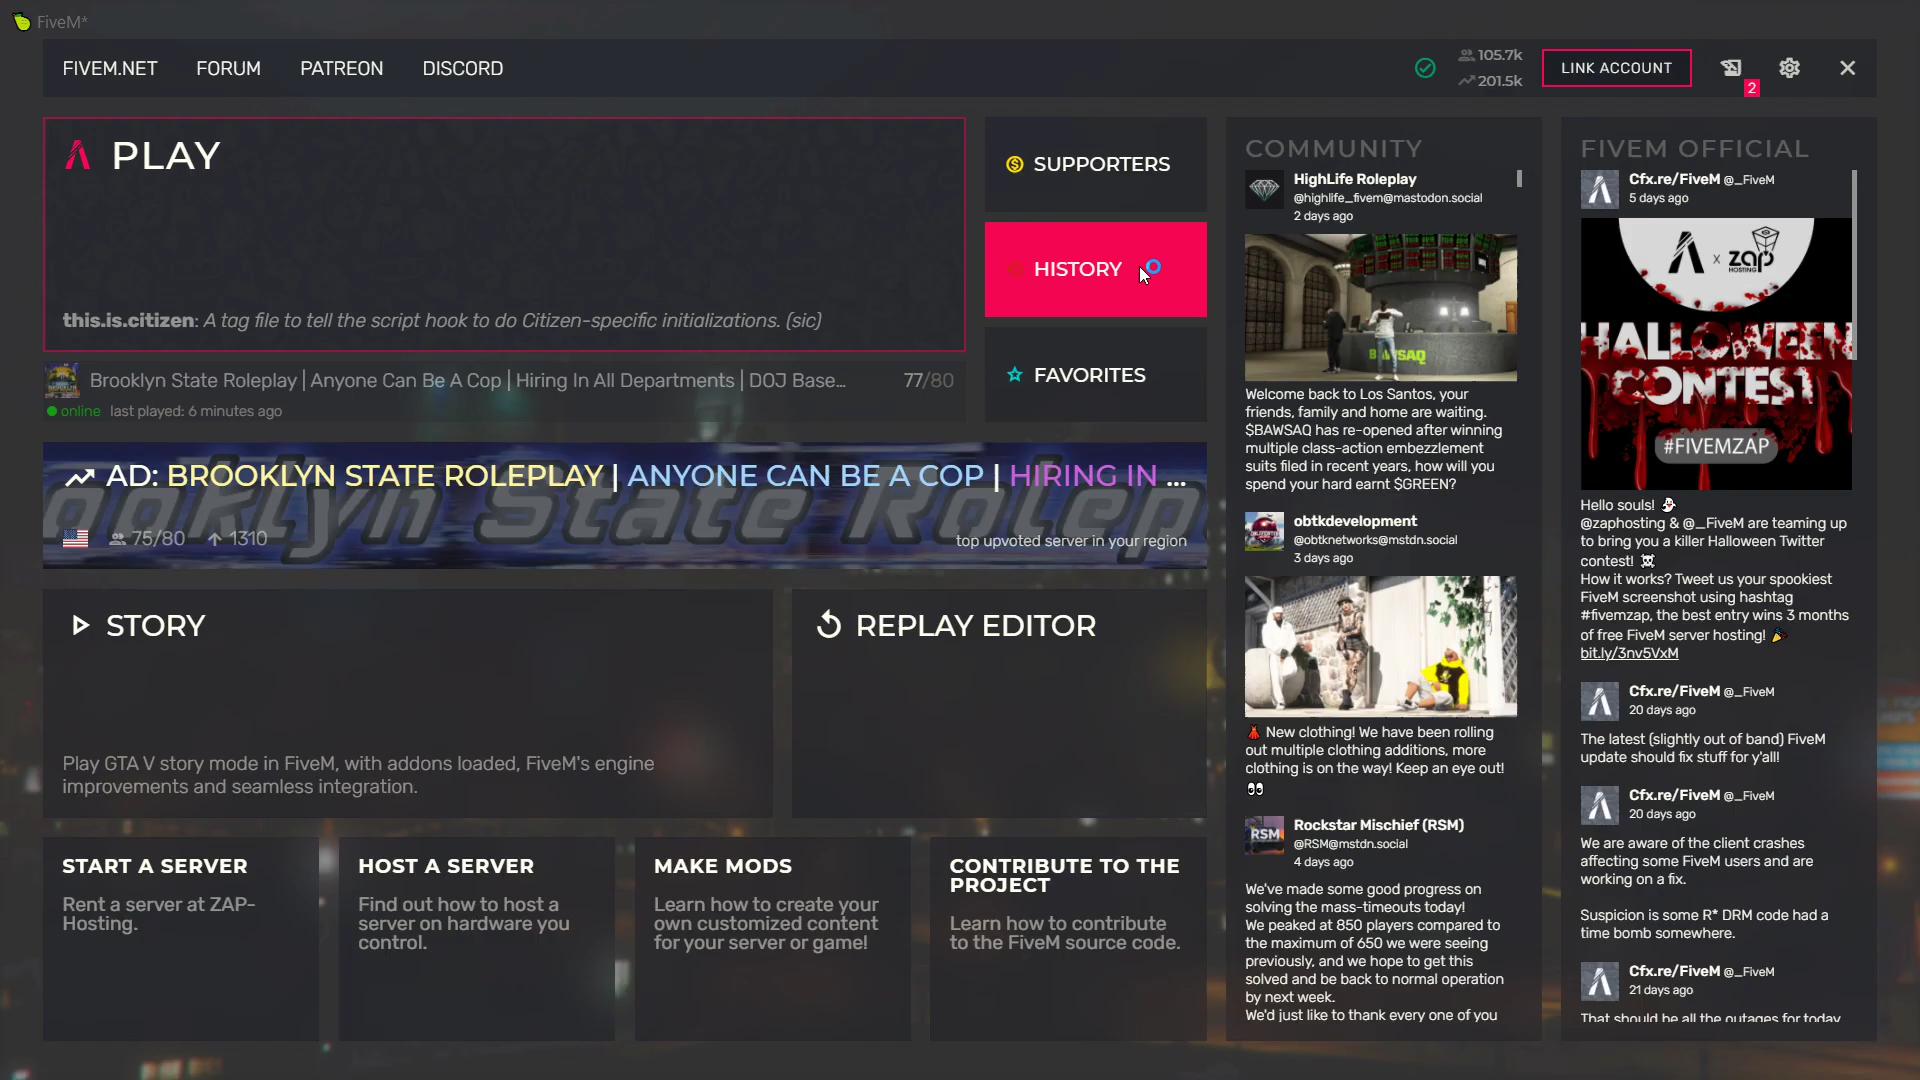 FiveM*
FIVEM.NET
FORUM
PATREON
DISCORD
105.7k
201.5k
LINK ACCOUNT
2
PLAY
this.is.citizen: A tag file to tell the script hook to do Citizen-specific initializations. (sic)
Brooklyn State Roleplay | Anyone Can Be A Cop | Hiring In All Departments | DOJ Base...
77/80
online
last played: 6 minutes ago
SUPPORTERS
HISTORY
FAVORITES
AD: BROOKLYN STATE ROLEPLAY | ANYONE CAN BE A COP | HIRING IN ...
ooklyn State Rolep
75/80
1310
top upvoted server in your region
STORY
Play GTA V story mode in FiveM, with addons loaded, FiveM's engine
improvements and seamless integration.
REPLAY EDITOR
START A SERVER
Rent a server at ZAP-
Hosting.
HOST A SERVER
Find out how to host a
server on hardware you
control.
MAKE MODS
Learn how to create your
own customized content
for your server or game!
CONTRIBUTE TO THE
PROJECT
Learn how to contribute
to the FiveM source code.
COMMUNITY
HighLife Roleplay
@highlife_fivem@mastodon.social
2 days ago
BAWSAQ
Welcome back to Los Santos, your
friends, family and home are waiting.
$BAWSAQ has re-opened after winning
multiple class-action embezzlement
suits filed in recent years, how will you
spend your hard earnt $GREEN?
obtkdevelopment
@obtknetworks@mstdn.social
3 days ago
New clothing! We have been rolling
out multiple clothing additions, more
clothing is on the way! Keep an eye out!
RSM
Rockstar Mischief (RSM)
@RSM@mstdn.social
4 days ago
We've made some good progress on
solving the mass-timeouts today!
We peaked at 850 players compared to
the maximum of 650 we were seeing
previously, and we hope to get this
solved and be back to normal operation
by next week.
We'd just like to thank every one of you
FIVEM OFFICIAL
Cfx.re/FiveM @_FiveM
5 days ago
x zap
HOSTING
HALLOWEEN
CONTEST
#FIVEMZAP
Hello souls!
@zaphosting & @_FiveM are teaming up
to bring you a killer Halloween Twitter
contest!
How it works? Tweet us your spookiest
FiveM screenshot using hashtag
#fivemzap, the best entry wins 3 months
of free FiveM server hosting!
bit.ly/3nv5VxM
Cfx.re/FiveM @_FiveM
20 days ago
The latest (slightly out of band) FiveM
update should fix stuff for y'all!
Cfx.re/FiveM @_FiveM
20 days ago
We are aware of the client crashes
affecting some FiveM users and are
working on a fix.
Suspicion is some R* DRM code had a
time bomb somewhere.
Cfx.re/FiveM @_FiveM
21 days ago
That should be all the outages for today